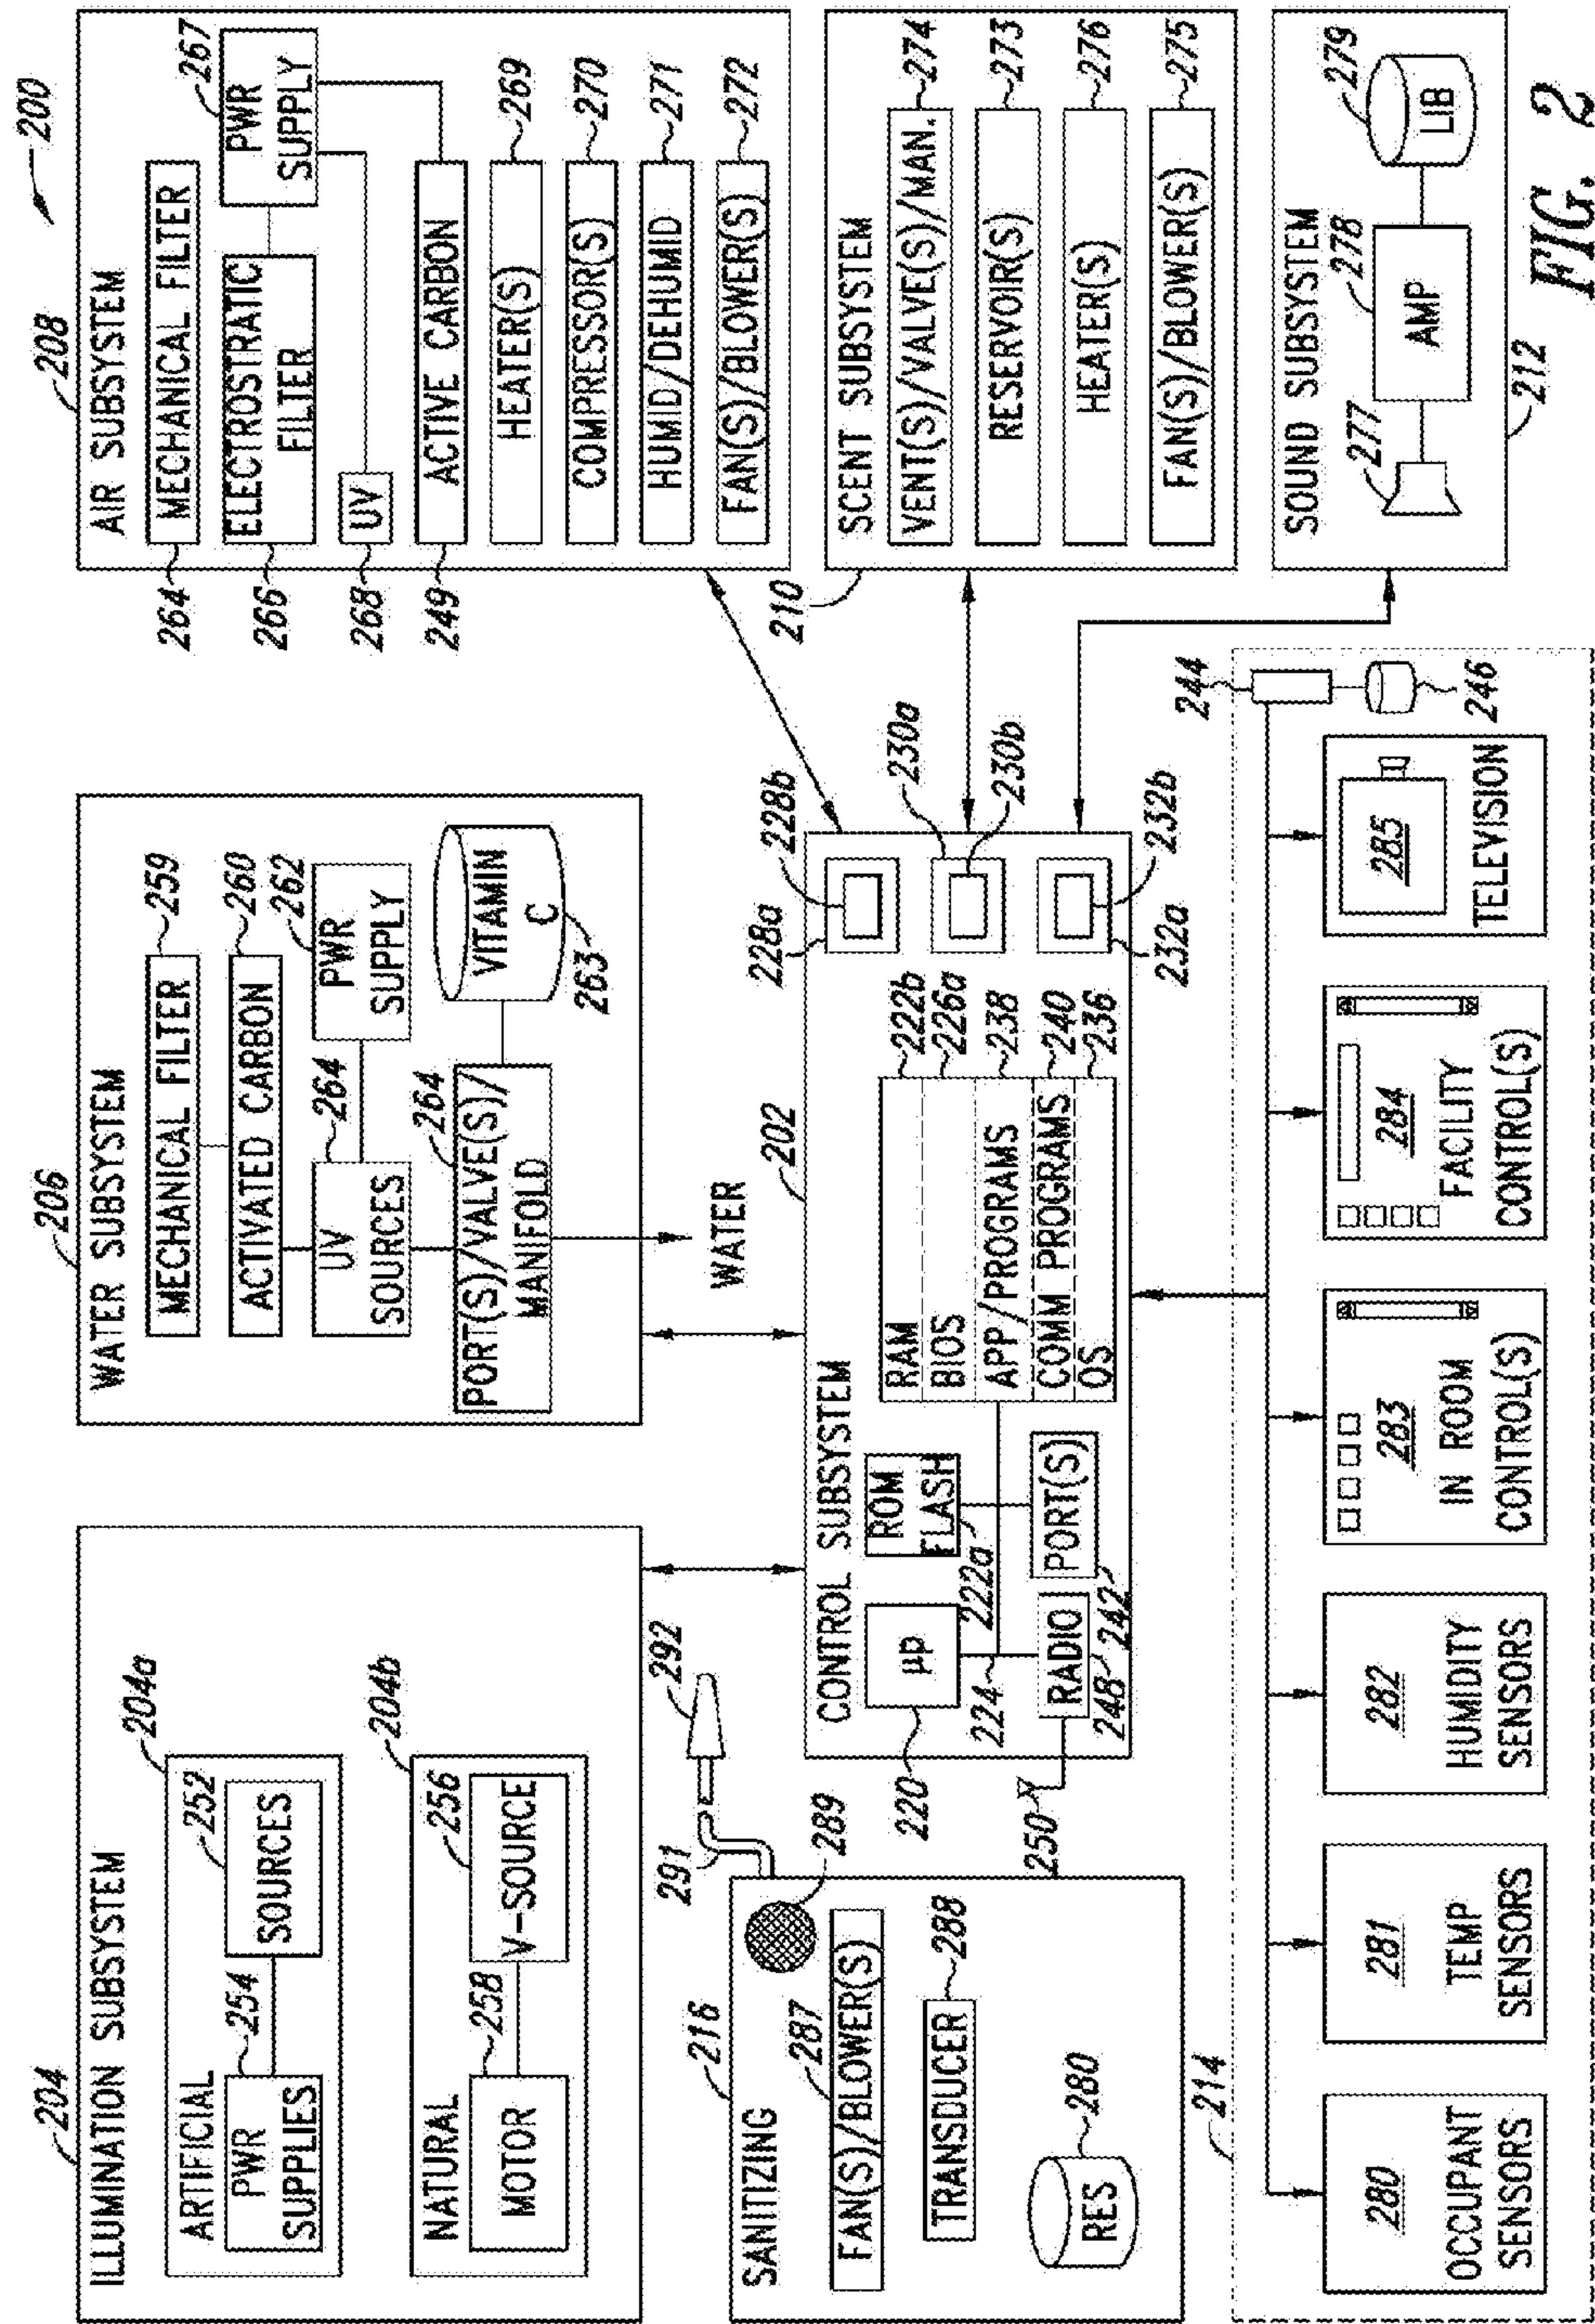 200
204
ILLUMINATION SUBSYSTEM
ARTIFICIAL
204a
PWR
SUPPLIES
254
SOURCES
252
NATURAL
204b
MOTOR
258
V-SOURCE
256
206
WATER SUBSYSTEM
MECHANICAL FILTER
259
ACTIVATED CARBON
260
UV
SOURCES
264
PWR
SUPPLY
262
PORT(S)/VALVE(S)/
MANIFOLD
264
VITAMIN
C
263
WATER
208
AIR SUBSYSTEM
MECHANICAL FILTER
264
ELECTROSTATIC
FILTER
266
PWR
SUPPLY
267
UV
268
ACTIVE CARBON
249
HEATER(S)
269
COMPRESSOR(S)
270
HUMID/DEHUMID
271
FAN(S)/BLOWER(S)
272
216
SANITIZING
291
292
289
FAN(S)/BLOWER(S)
287
TRANSDUCER
288
RES
280
202
CONTROL SUBSYSTEM
µP
220
ROM
FLASH
222a
224
RADIO
248
PORT(S)
242
250
RAM
222b
BIOS
226a
APP/PROGRAMS
238
COMM PROGRAMS
240
OS
236
228a
228b
230a
230b
232a
232b
210
SCENT SUBSYSTEM
VENT(S)/VALVE(S)/MAN.
274
RESERVOIR(S)
273
HEATER(S)
276
FAN(S)/BLOWER(S)
275
SOUND SUBSYSTEM
277
AMP
278
LIB
279
212
214
280
OCCUPANT
SENSORS
281
TEMP
SENSORS
282
HUMIDITY
SENSORS
283
IN ROOM
CONTROL(S)
284
FACILITY
CONTROL(S)
285
TELEVISION
244
246
FIG. 2